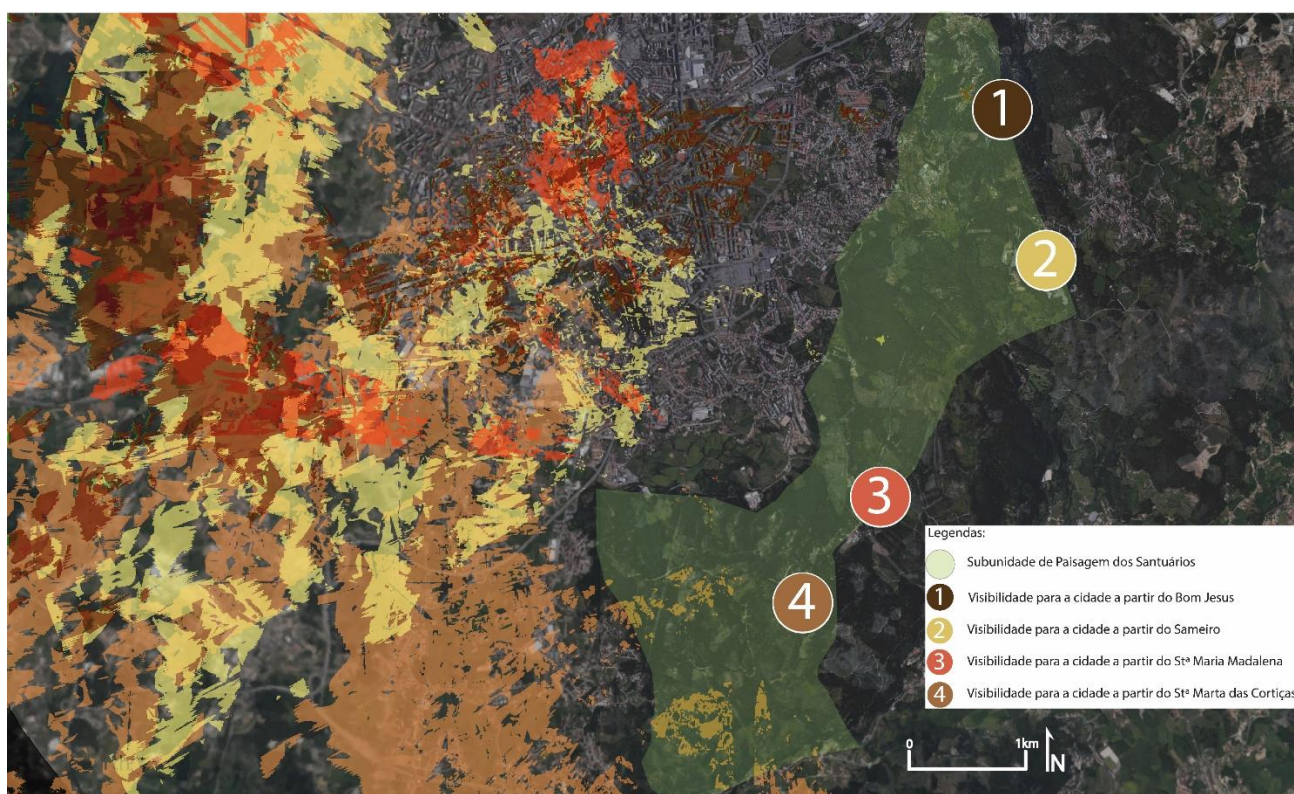 1
2
3
4
Legendas:
Subunidade de Paisagem dos Santuários
1 Visibilidade para a cidade a partir do Bom Jesus
2 Visibilidade para a cidade a partir do Sameiro
3 Visibilidade para a cidade a partir do Stª Maria Madalena
4 Visibilidade para a cidade a partir do Stª Marta das Cortiças
0 1km N